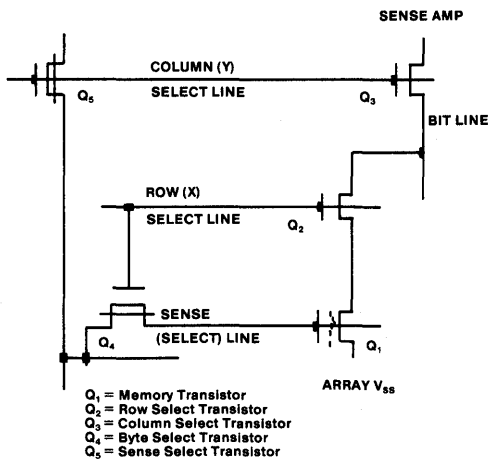 SENSE AMP
COLUMN (Y)
SELECT LINE
Q5
Q3
BIT LINE
ROW (X)
SELECT LINE
Q2
SENSE
(SELECT) LINE
Q4
Q1
ARRAY VSS
Q1 = Memory Transistor
Q2 = Row Select Transistor
Q3 = Column Select Transistor
Q4 = Byte Select Transistor
Q5 = Sense Select Transistor